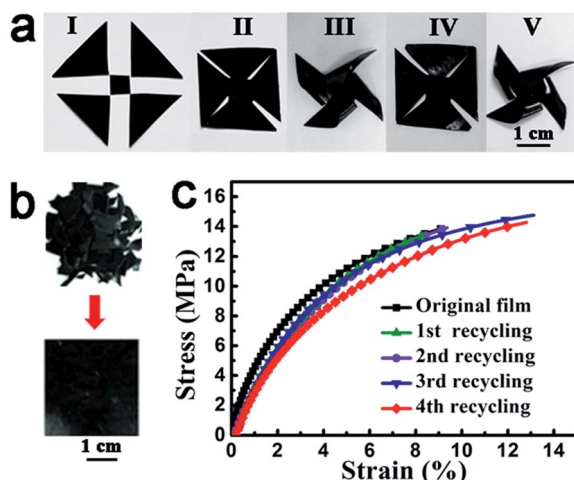 a
I II III IV V
1 cm
b
1 cm
c
Stress (MPa)
16
14
12
10
8
6
4
2
0
Original film
1st recycling
2nd recycling
3rd recycling
4th recycling
0 2 4 6 8 10 12 14
Strain (%)